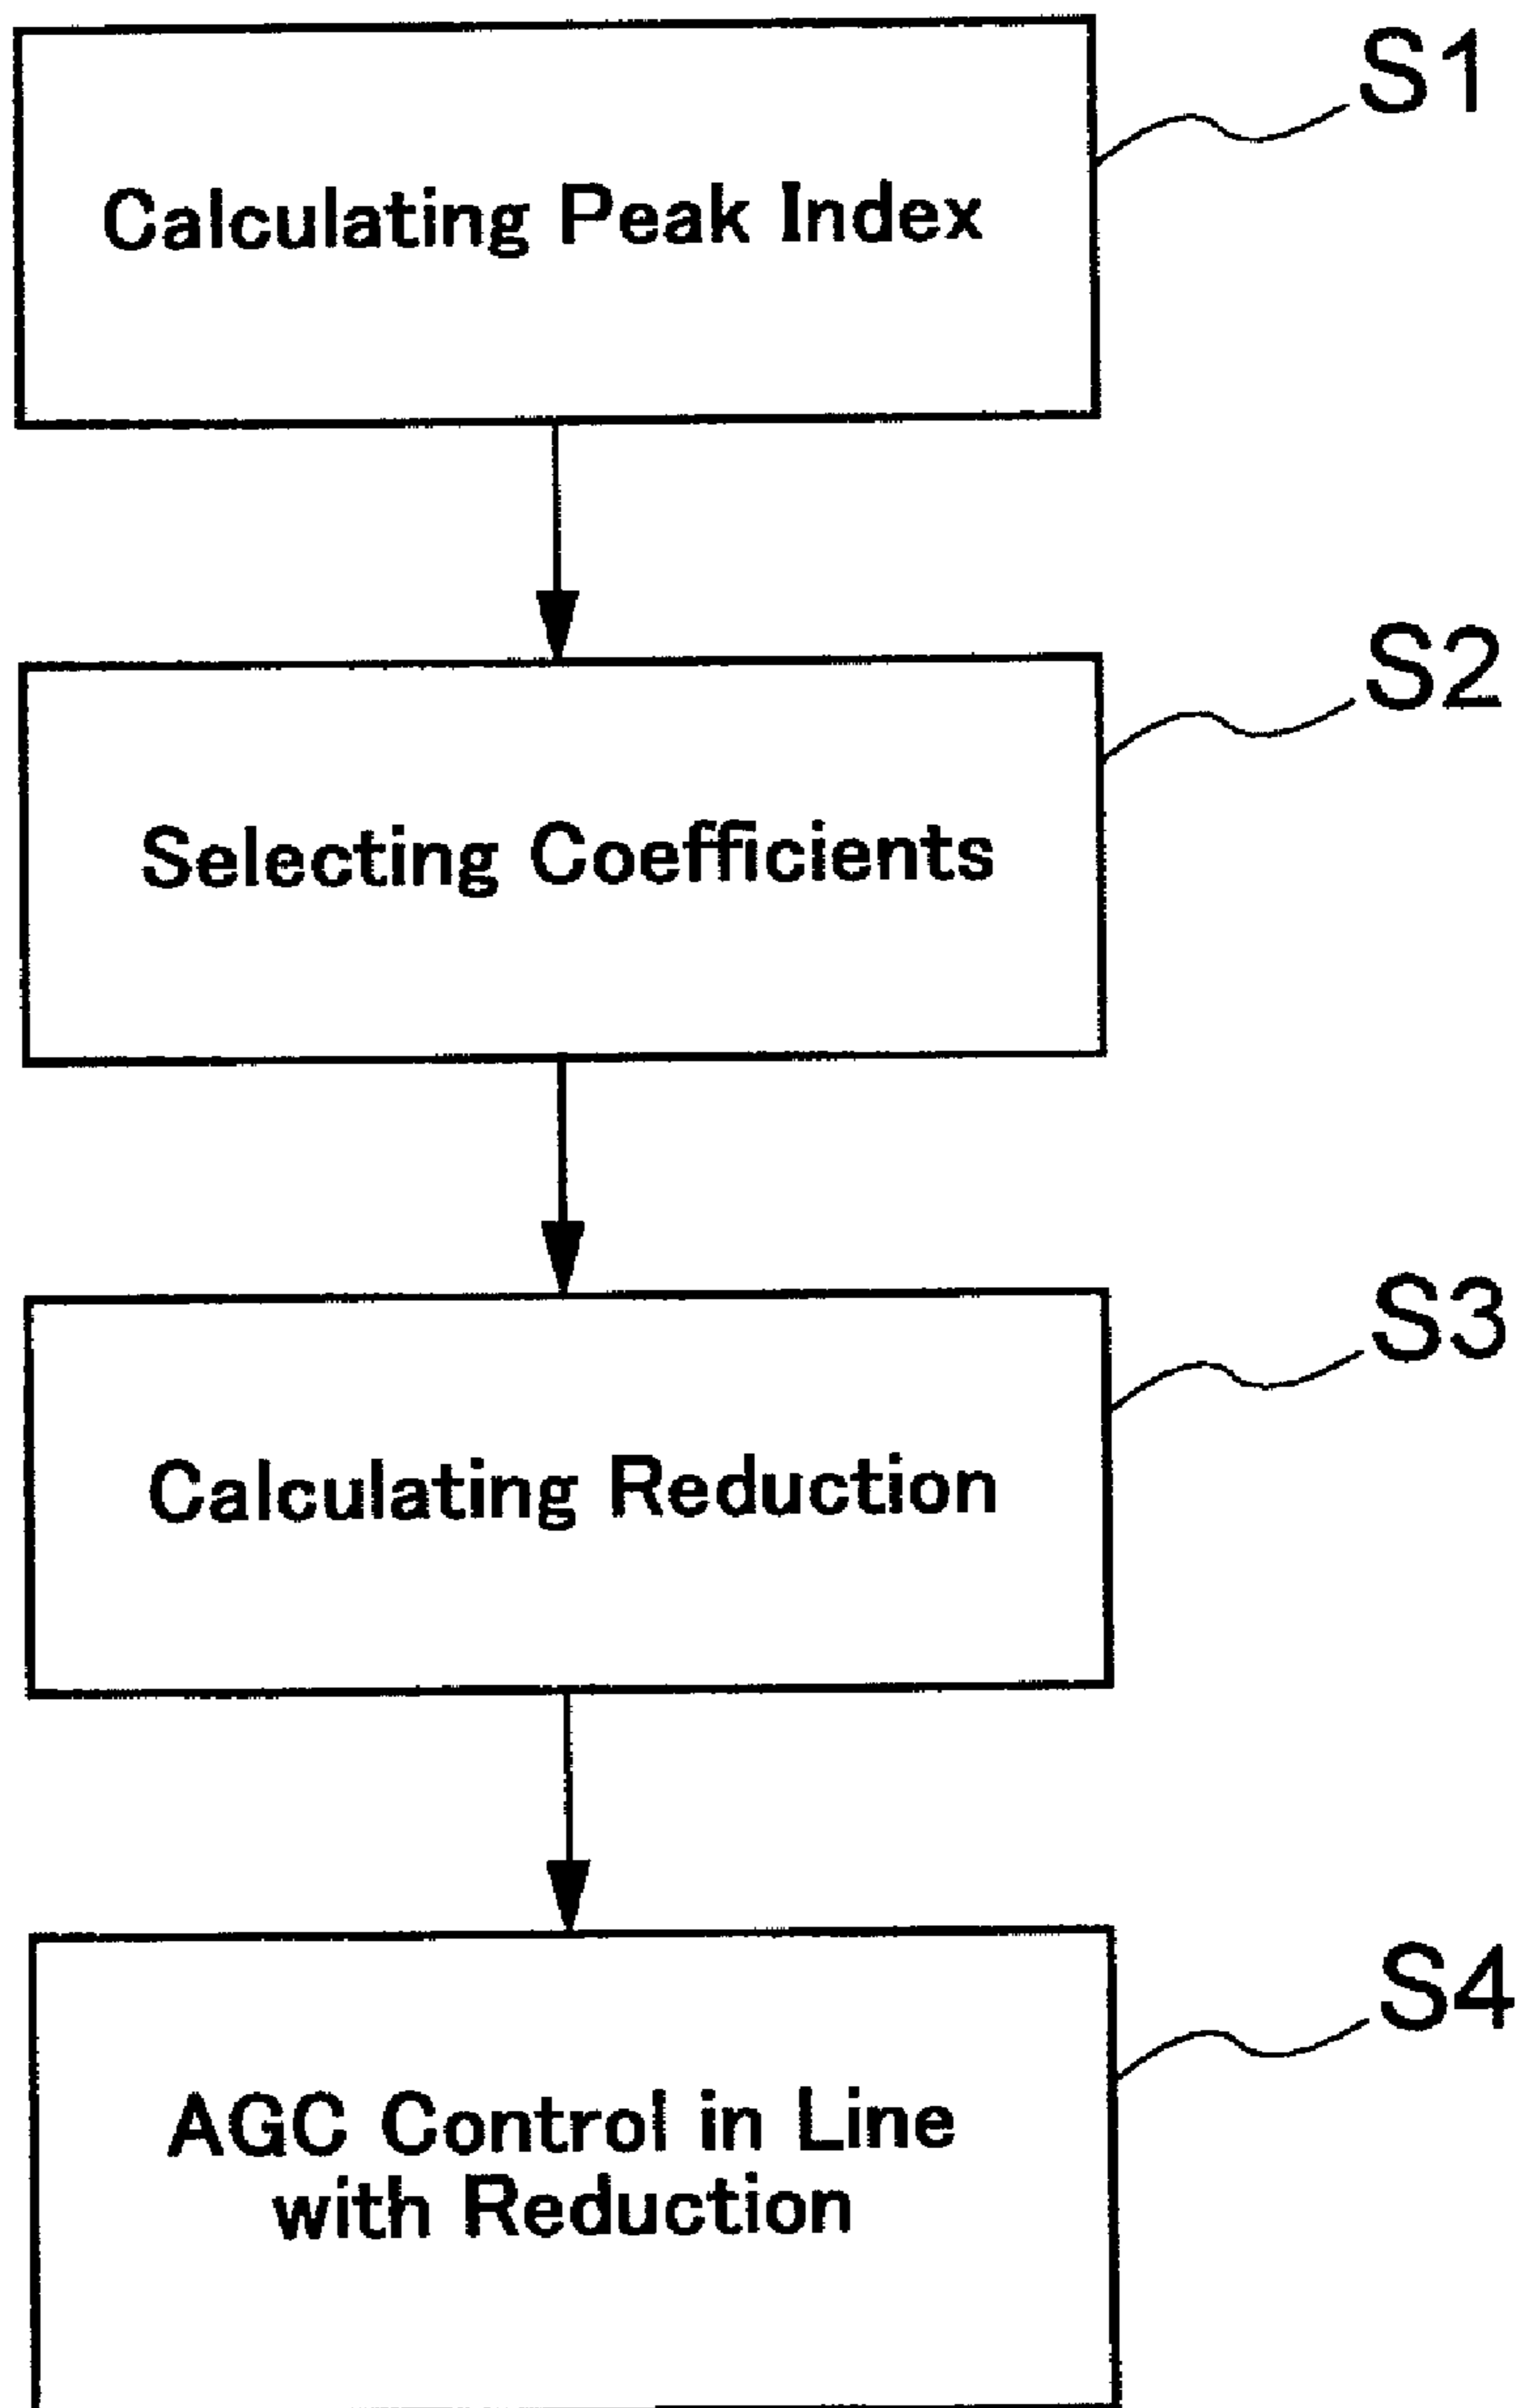 S1
Calculating Peak Index
S2
Selecting Coefficients
S3
Calculating Reduction
S4
AGC Control in Line
with Reduction